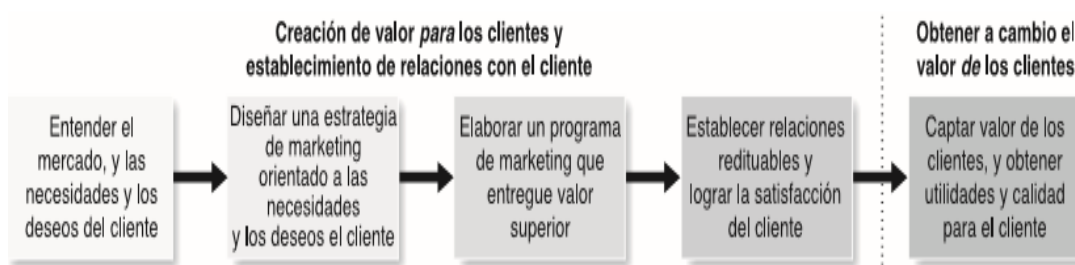 Creación de valor para los clientes y
establecimiento de relaciones con el cliente
Obtener a cambio el
valor de los clientes
Entender el
mercado, y las
necesidades y los
deseos del cliente
Diseñar una estrategia
de marketing
orientado a las
necesidades
y los deseos el cliente
Elaborar un programa
de marketing que
entregue valor
superior
Establecer relaciones
redituables y
lograr la satisfacción
del cliente
Captar valor de los
clientes, y obtener
utilidades y calidad
para el cliente